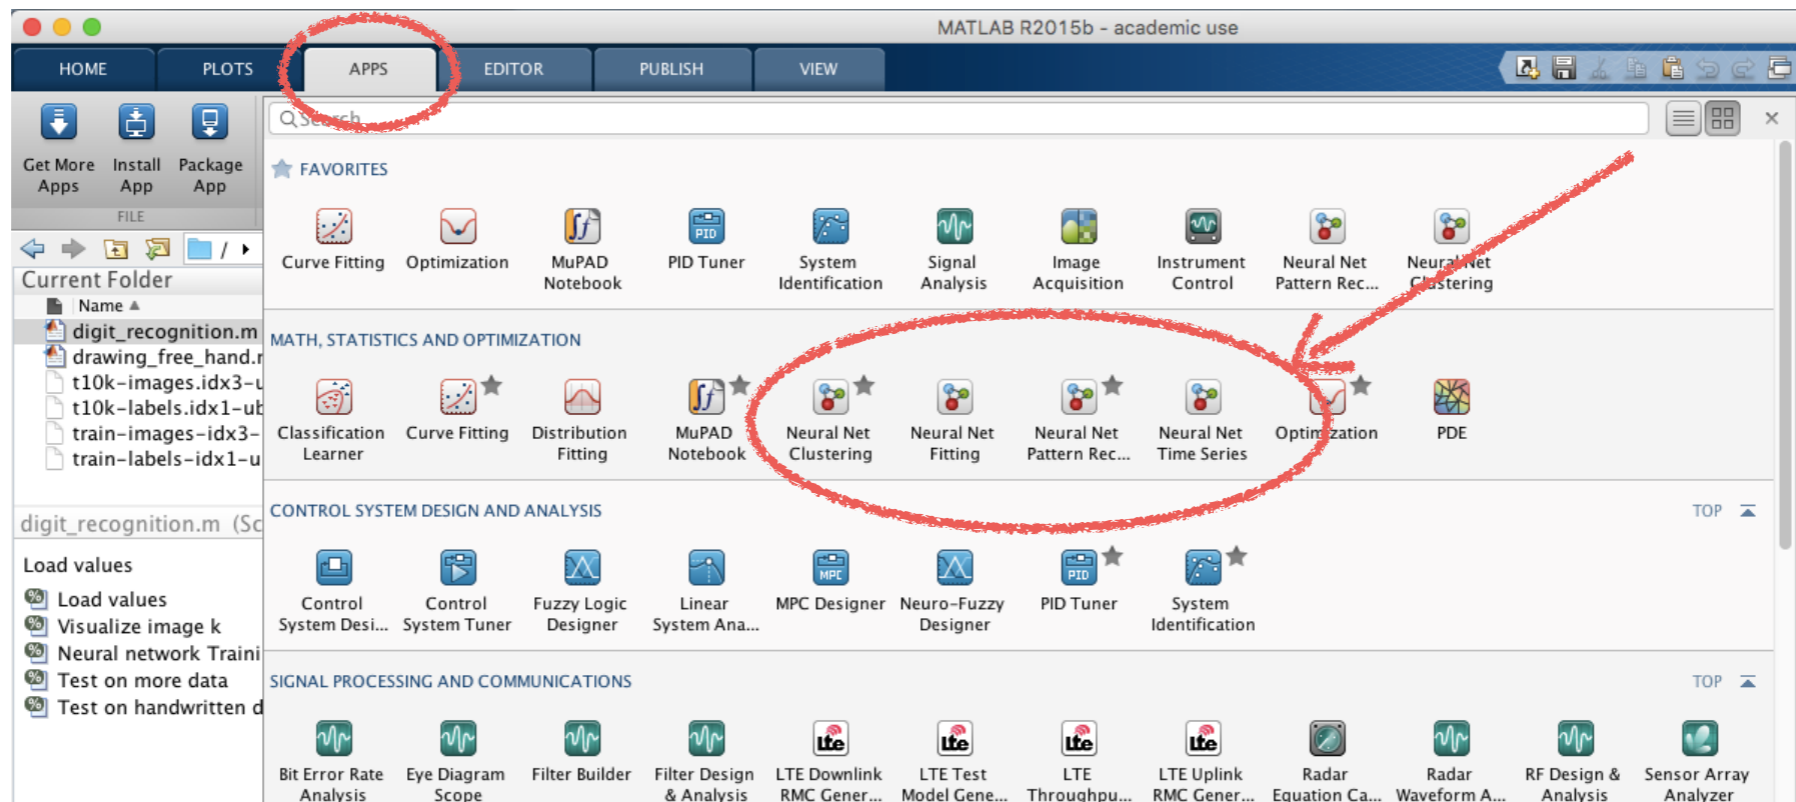 MATLAB R2015b - academic use
HOME PLOTS APPS EDITOR PUBLISH VIEW
Search
Get More Apps
Install App
Package App
FILE
/
Current Folder
Name
digit_recognition.m
drawing_free_hand.
t10k-images.idx3-u
t10k-labels.idx1-ub
train-images-idx3-
train-labels-idx1-u
digit_recognition.m (Sc
Load values
Load values
Visualize image k
Neural network Traini
Test on more data
Test on handwritten d
FAVORITES
Curve Fitting
Optimization
MuPAD Notebook
PID Tuner
System Identification
Signal Analysis
Image Acquisition
Instrument Control
Neural Net Pattern Rec...
Neural Net Clustering
MATH, STATISTICS AND OPTIMIZATION
Classification Learner
Curve Fitting
Distribution Fitting
MuPAD Notebook
Neural Net Clustering
Neural Net Fitting
Neural Net Pattern Rec...
Neural Net Time Series
Optimization
PDE
CONTROL SYSTEM DESIGN AND ANALYSIS
TOP
Control System Desi...
Control System Tuner
Fuzzy Logic Designer
Linear System Ana...
MPC Designer
Neuro-Fuzzy Designer
PID Tuner
System Identification
SIGNAL PROCESSING AND COMMUNICATIONS
TOP
Bit Error Rate Analysis
Eye Diagram Scope
Filter Builder
Filter Design & Analysis
LTE Downlink RMC Gener...
LTE Test Model Gene...
LTE Throughpu...
LTE Uplink RMC Gener...
Radar Equation Ca...
Radar Waveform A...
RF Design & Analysis
Sensor Array Analyzer